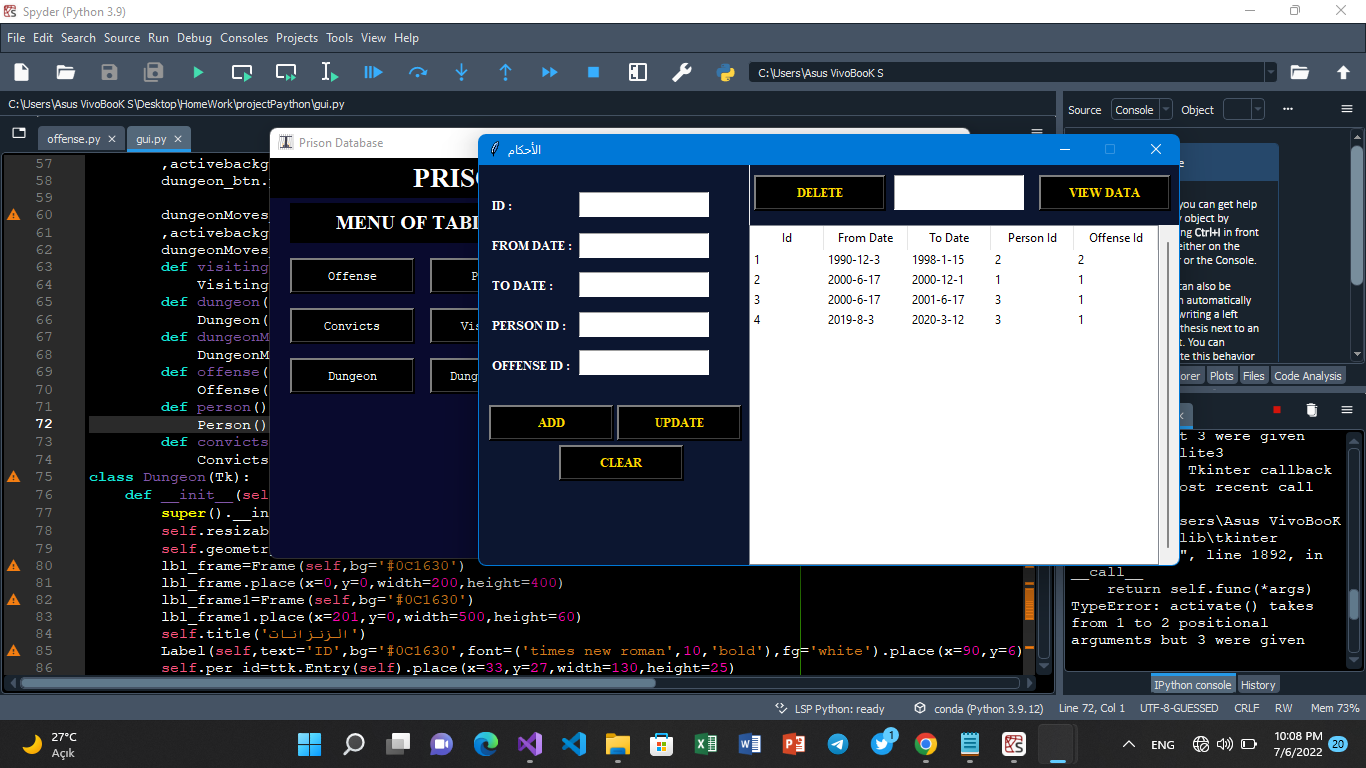 Spyder (Python 3.9)
File Edit Search Source Run Debug Consoles Projects Tools View Help
C:\Users\Asus VivoBooK S
C:\Users\Asus VivoBooK S\Desktop\HomeWork\projectPaython\gui.py
Source Console Object
offense.py gui.py
57 ,activebackg
58 dungeon_btn.
59
60 dungeonMoves
61 ,activebackg
62 dungeonMoves
63 def visiting
64 Visiting
65 def dungeon(
66 Dungeon(
67 def dungeonM
68 DungeonM
69 def offense(
70 Offense(
71 def person()
72 Person()
73 def convicts
74 Convicts
75 class Dungeon(Tk):
76 def __init__(sel
77 super().__in
78 self.resizab
79 self.geometr
80 lbl_frame=Frame(self,bg='#0C1630')
81 lbl_frame.place(x=0,y=0,width=200,height=400)
82 lbl_frame1=Frame(self,bg='#0C1630')
83 lbl_frame1.place(x=201,y=0,width=500,height=60)
84 self.title('الزنزانات')
85 Label(self,text='ID',bg='#0C1630',font=('times new roman',10,'bold'),fg='white').place(x=90,y=6)
86 self.per_id=ttk.Entry(self).place(x=33,y=27,width=130,height=25)
Prison Database
PRIS
MENU OF TABL
Offense P
Convicts Vis
Dungeon Dung
الأحكام
ID :
FROM DATE :
TO DATE :
PERSON ID :
OFFENSE ID :
ADD UPDATE
CLEAR
DELETE VIEW DATA
Id From Date To Date Person Id Offense Id
1 1990-12-3 1998-1-15 2 2
2 2000-6-17 2000-12-1 1 1
3 2000-6-17 2001-6-17 3 1
4 2019-8-3 2020-3-12 3 1
you can get help
object by
ng Ctrl+I in front
either on the
or the Console.
can also be
n automatically
writing a left
thesis next to an
t. You can
te this behavior
orer Plots Files Code Analysis
t 3 were given
lite3
Tkinter callback
ost recent call
sers\Asus VivoBooK
lib\tkinter
", line 1892, in
__call__
return self.func(*args)
TypeError: activate() takes
from 1 to 2 positional
arguments but 3 were given
IPython console History
LSP Python: ready conda (Python 3.9.12) Line 72, Col 1 UTF-8-GUESSED CRLF RW Mem 73%
27°C
Açık
1
ENG
10:08 PM
7/6/2022
20